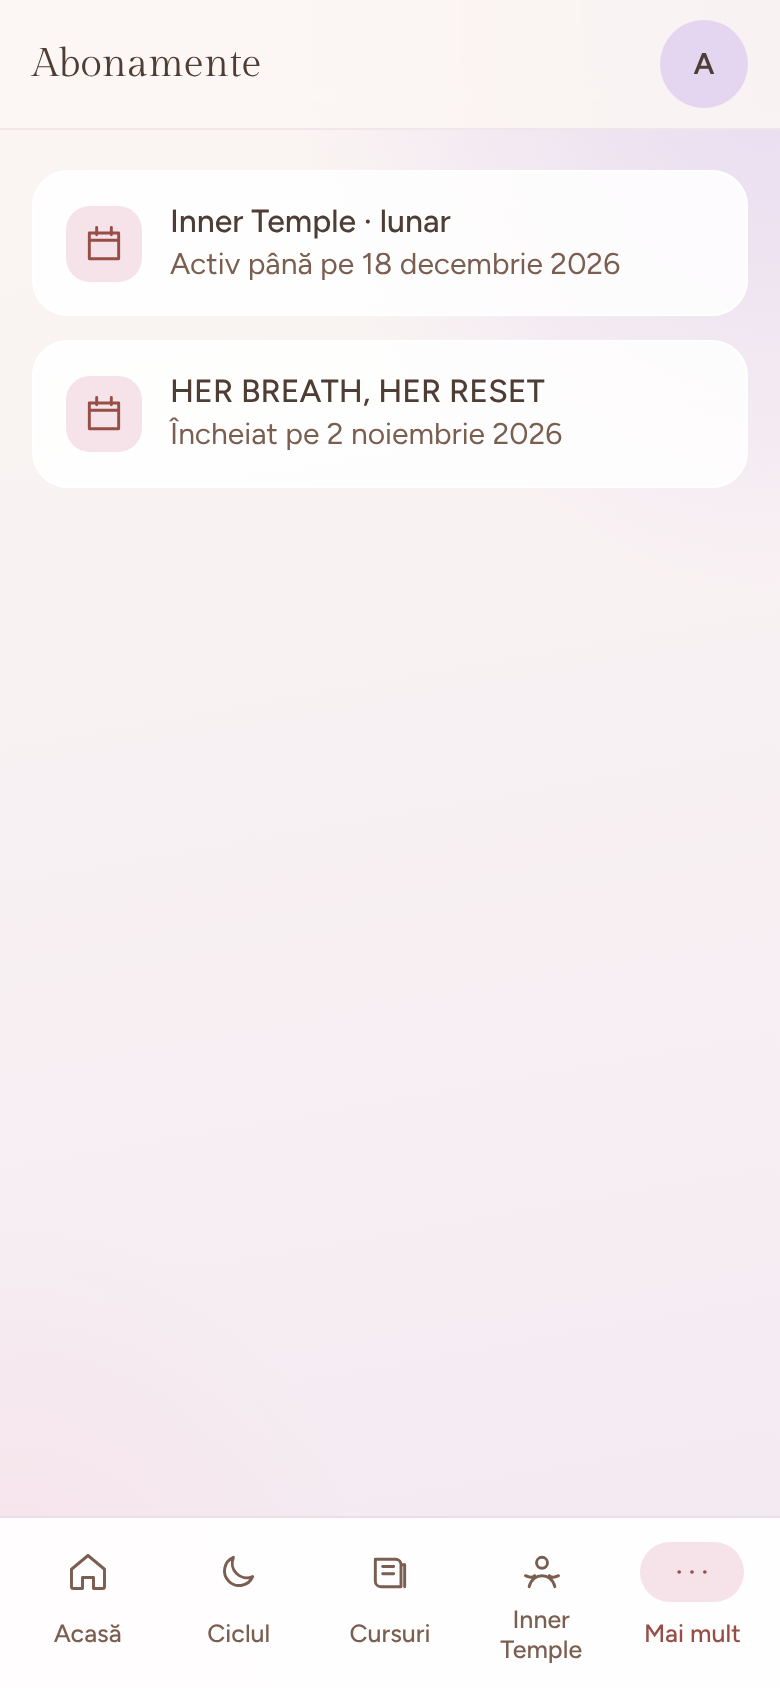 Abonamente
A
Inner Temple · lunar
Activ până pe 18 decembrie 2026
HER BREATH, HER RESET
Încheiat pe 2 noiembrie 2026
Acasă
Ciclul
Cursuri
Inner
Temple
Mai mult